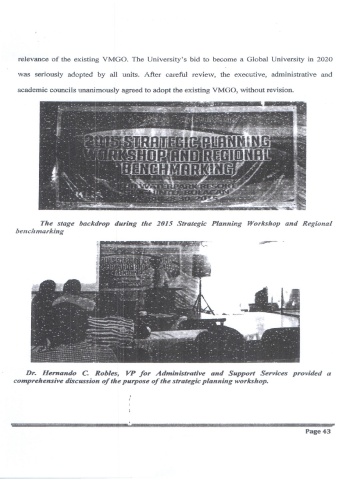 relevance of the existing VMGO. The University's bid to become a Global University in 2020
was seriously adopted by all units. After careful review, the executive, administrative and
academic councils unanimously agreed to adopt the existing VMGO, without revision.
2015 STRATEGIC PLANNING
WORKSHOP AND REGIONAL
BENCHMARKING
WATERPARK RESORT
The stage backdrop during the 2015 Strategic Planning Workshop and Regional
benchmarking
Dr. Hernando C. Robles, VP for Administrative and Support Services provided a
comprehensive discussion of the purpose of the strategic planning workshop.
Page 43